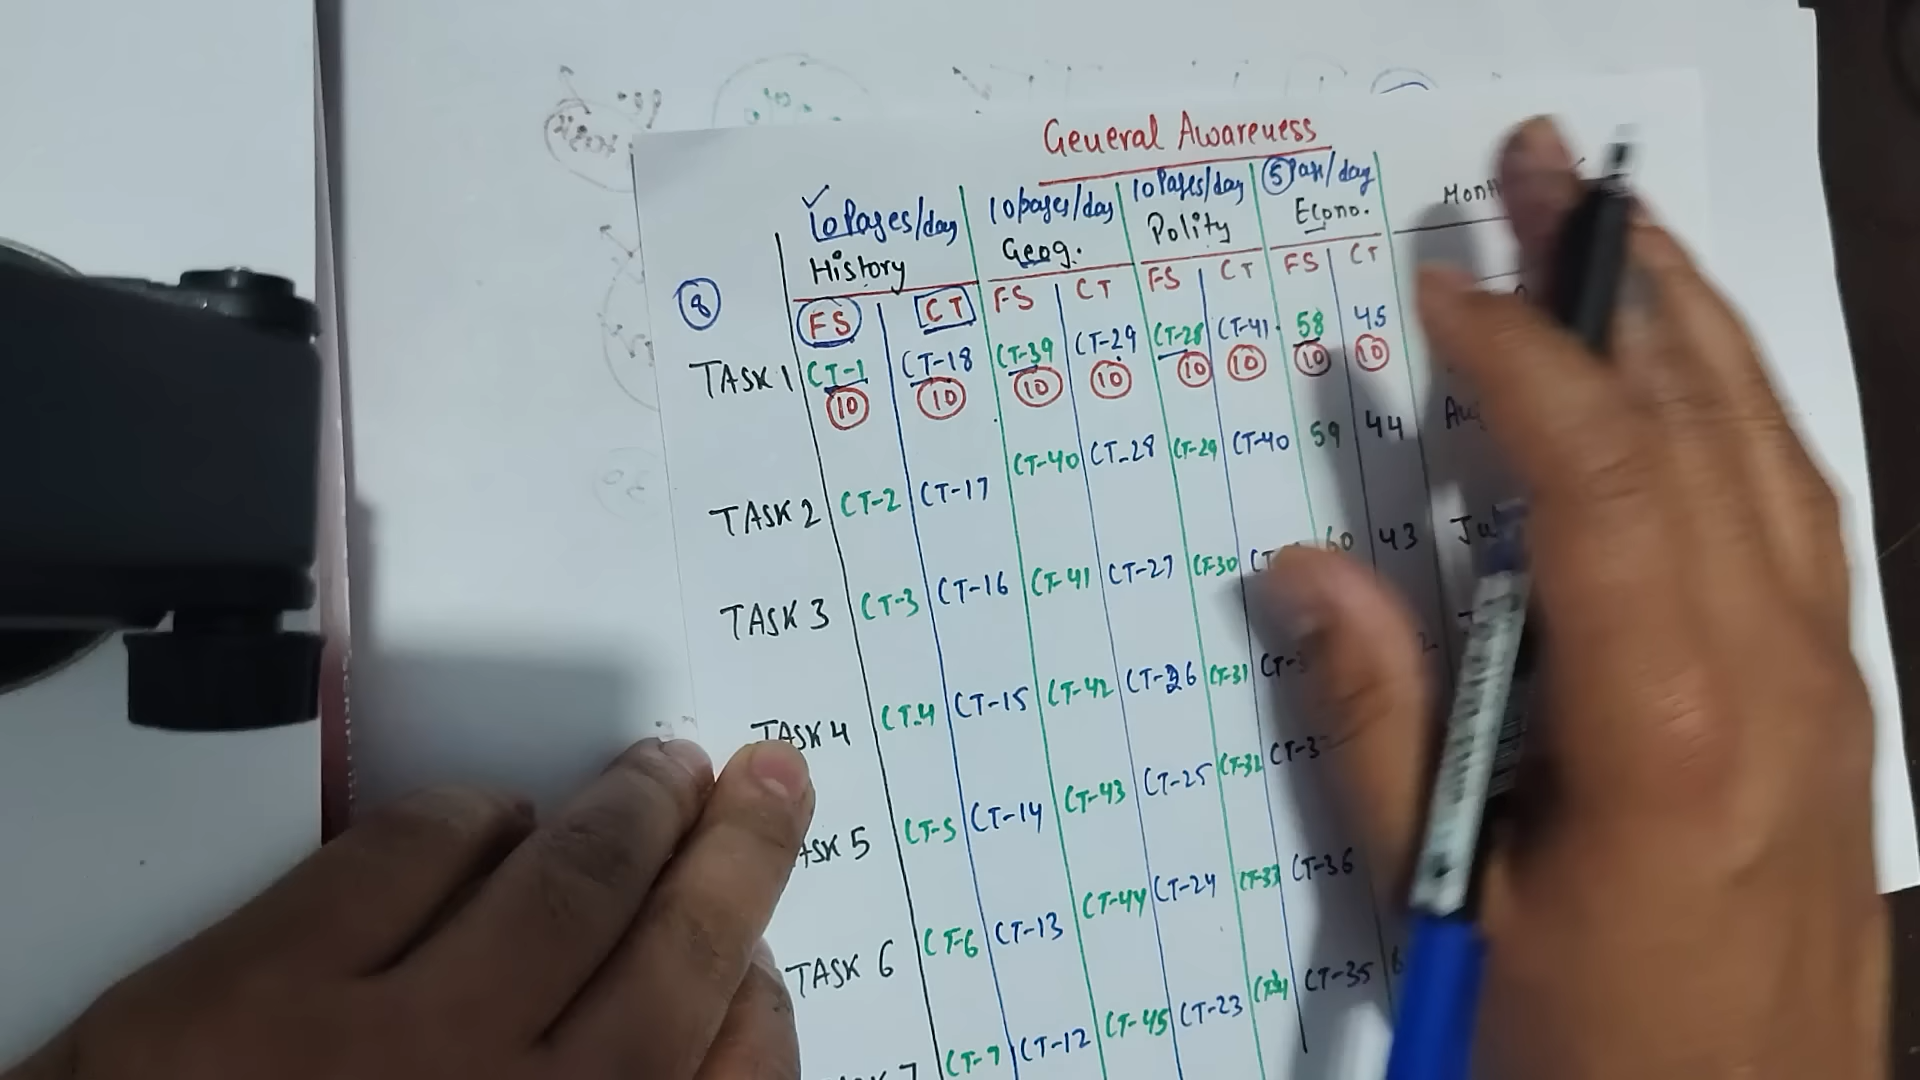 General Awareness
10 Pages/day 10 pages/day 10 Pages/day 5 Pages/day
History Geog. Polity Econo.
8 FS CT FS CT FS CT FS CT
TASK 1 CT-1 CT-18 CT-39 CT-29 CT-28 CT-41 58 45
10 10 10 10 10 10 10 10
TASK 2 CT-2 CT-17 CT-40 CT-28 CT-29 CT-40 59 44
TASK 3 CT-3 CT-16 CT-41 CT-27 CT-30 60 43
TASK 4 CT-4 CT-15 CT-42 CT-26 CT-31
ASK 5 CT-5 CT-14 CT-43 CT-25 CT-32
TASK 6 CT-6 CT-13 CT-44 CT-24 CT-33 CT-36
CT-7 CT-12 CT-45 CT-23 CT-35